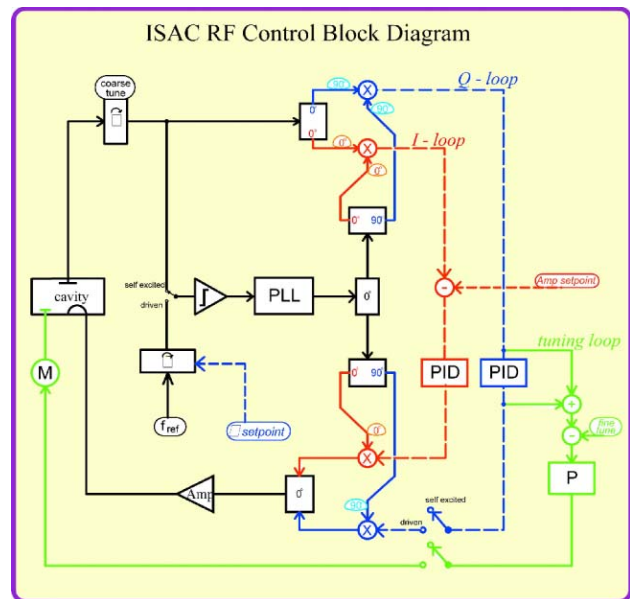 ISAC RF Control Block Diagram
coarse
tune
90°
X
Q - loop
0°
90°
0°
0°
X
I - loop
0°
0°
90°
self excited
PLL
0°
Amp setpoint
-
cavity
driven
tuning loop
M
0°
90°
PID
PID
+
f ref
setpoint
fine
tune
-
0°
X
P
Amp
0°
90°
self excited
driven
X